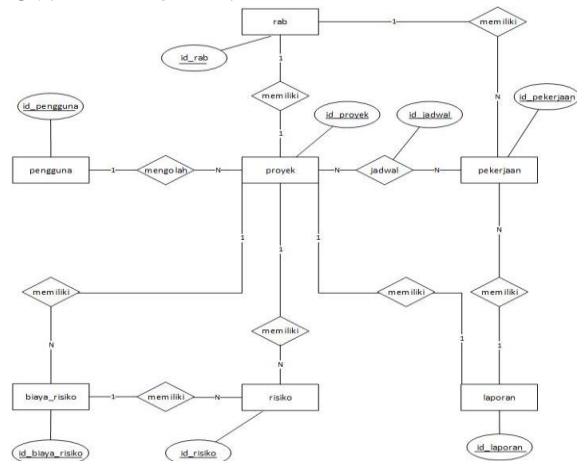 rab
1
memiliki
id_rab
1
N
id_pengguna
memiliki
id_proyek
id_jadwal
id_pekerjaan
1
pengguna
1
mengolah
N
proyek
N
jadwal
N
pekerjaan
1
1
1
N
memiliki
memiliki
memiliki
memiliki
N
N
1
1
biaya_risiko
1
memiliki
N
risiko
laporan
id_biaya_risiko
id_risiko
id_laporan